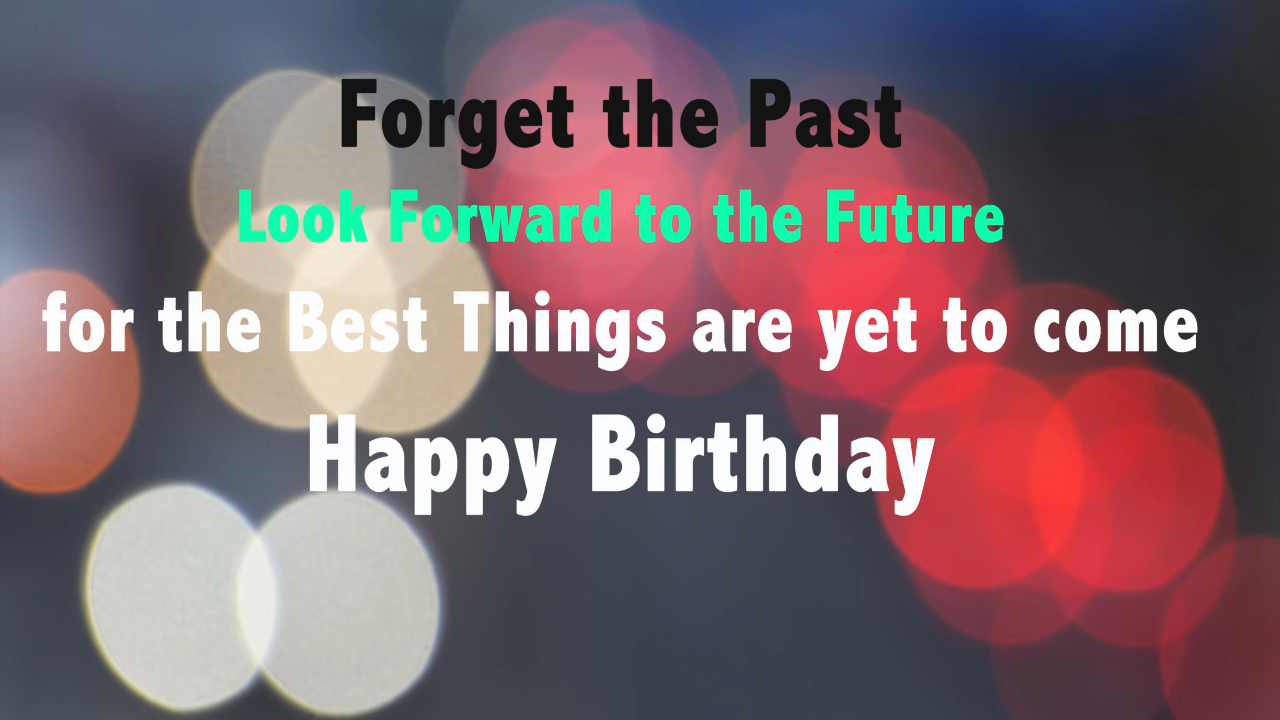 Forget the Past
Look Forward to the Future
for the Best Things are yet to come
Happy Birthday